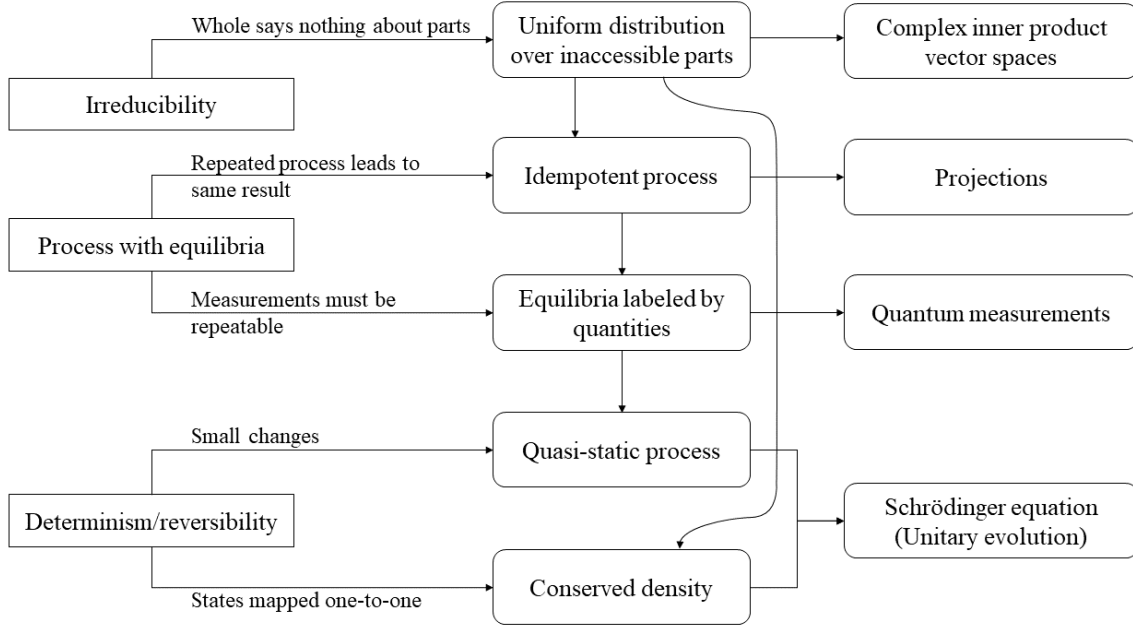 Whole says nothing about parts
Uniform distribution
over inaccessible parts
Complex inner product
vector spaces
Irreducibility
Repeated process leads to
same result
Idempotent process
Projections
Process with equilibria
Measurements must be
repeatable
Equilibria labeled by
quantities
Quantum measurements
Small changes
Quasi-static process
Determinism/reversibility
Schrödinger equation
(Unitary evolution)
States mapped one-to-one
Conserved density